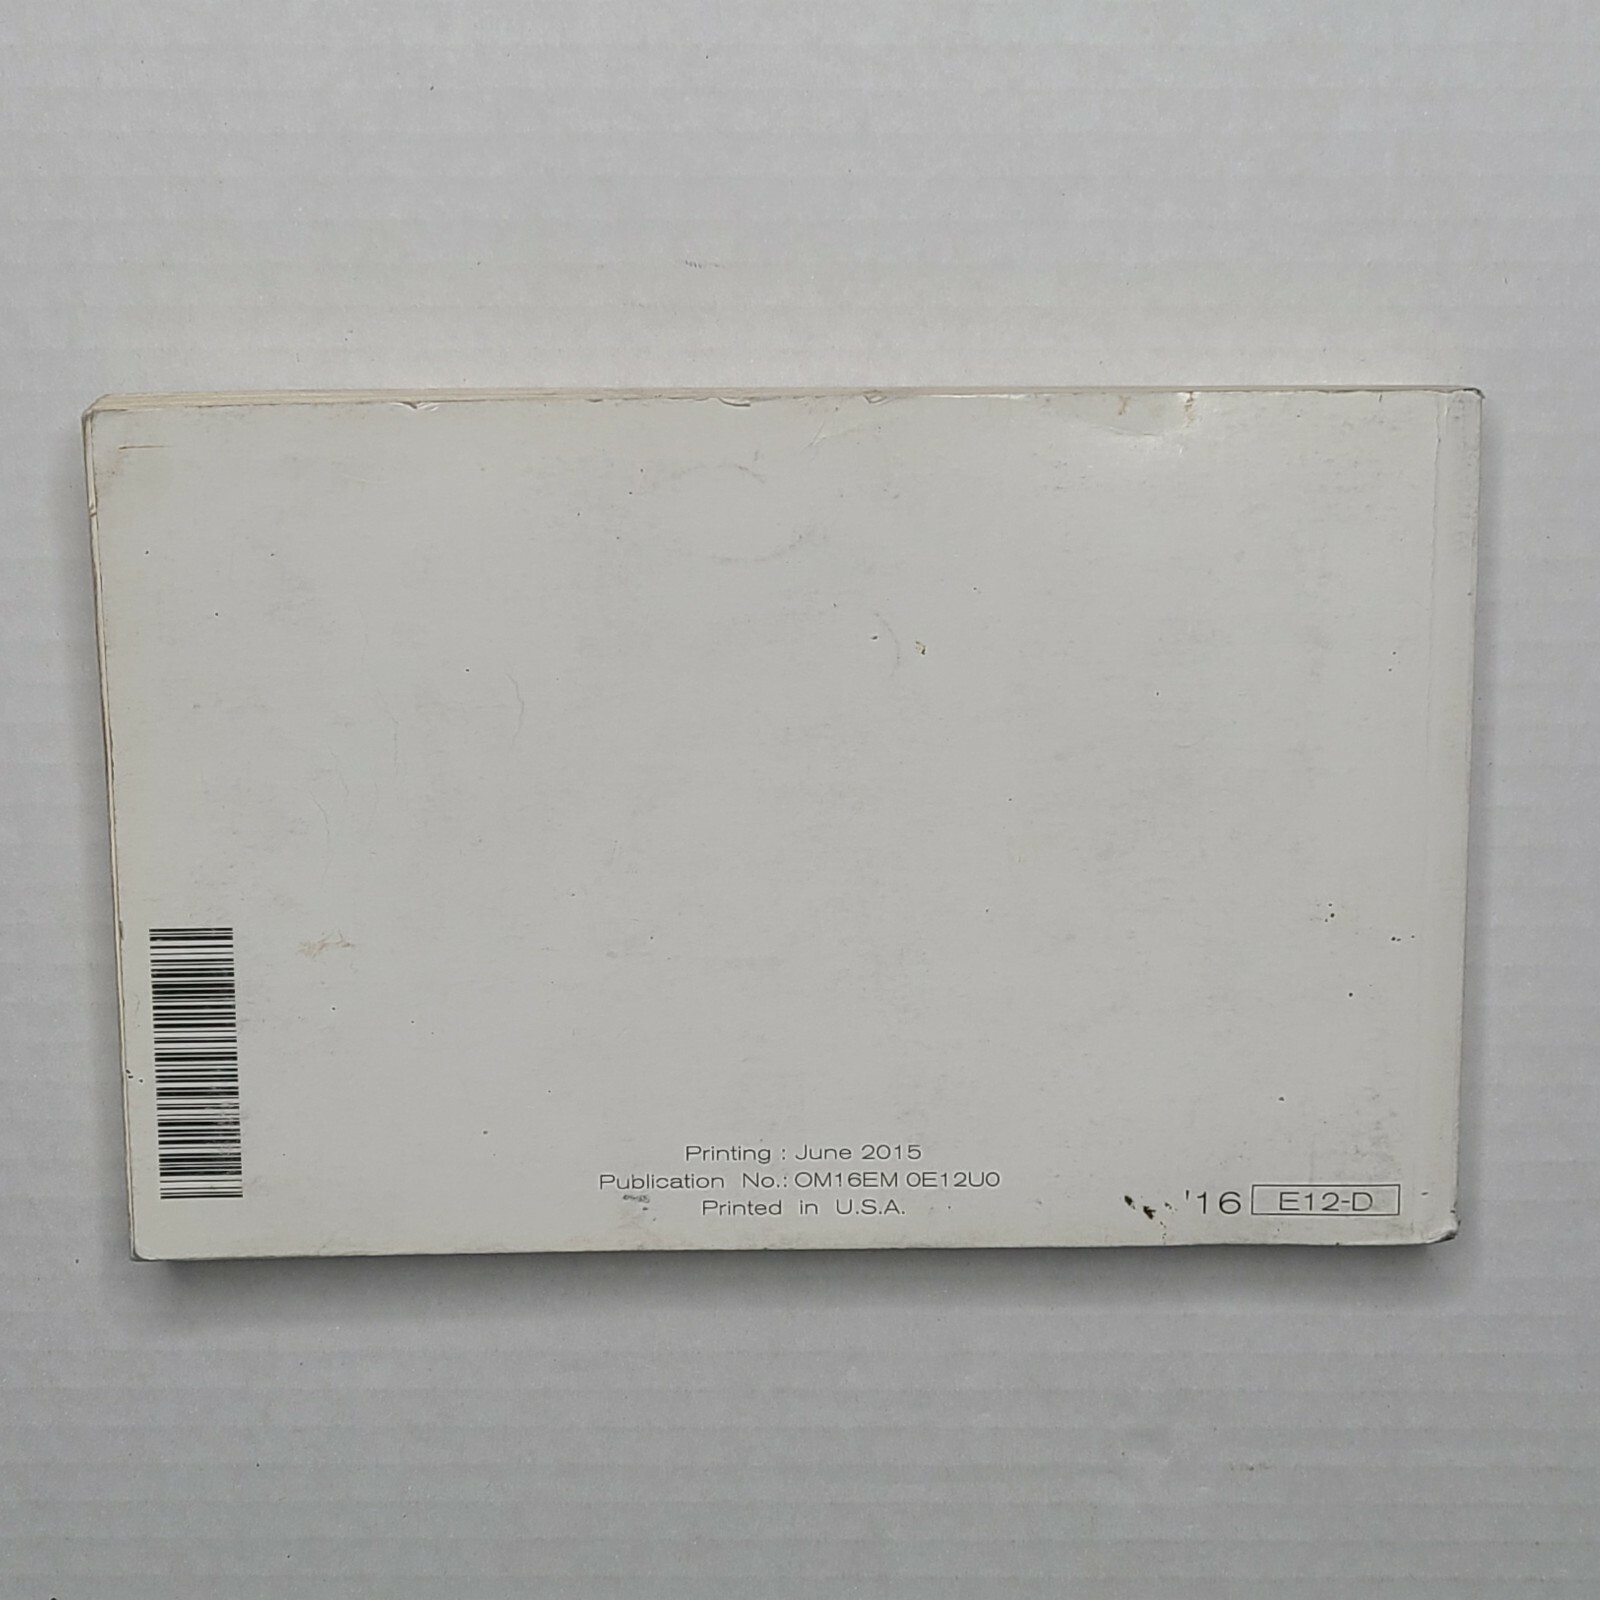 Printing : June 2015
Publication No.: OM16EM 0E12U0
Printed in U.S.A.
'16 E12-D